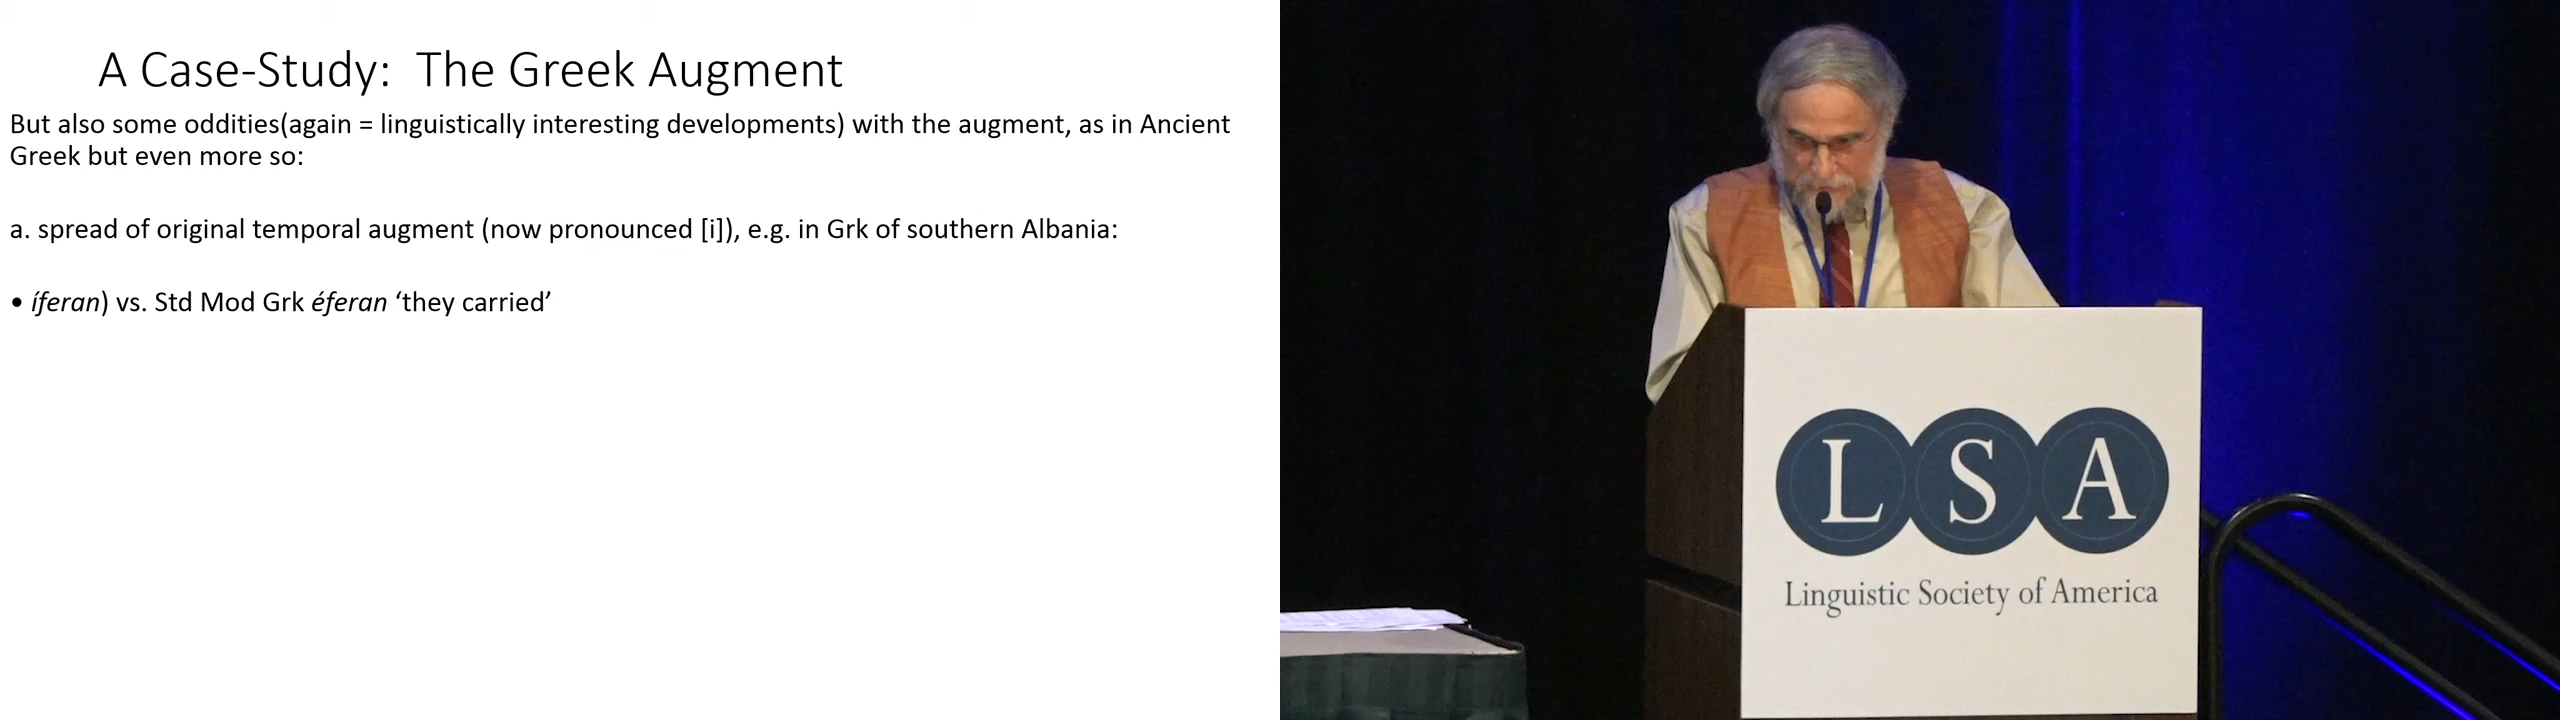 A Case-Study: The Greek Augment
But also some oddities(again = linguistically interesting developments) with the augment, as in Ancient
Greek but even more so:
a. spread of original temporal augment (now pronounced [i]), e.g. in Grk of southern Albania:
• íferan) vs. Std Mod Grk éferan ‘they carried’
LSA
Linguistic Society of America